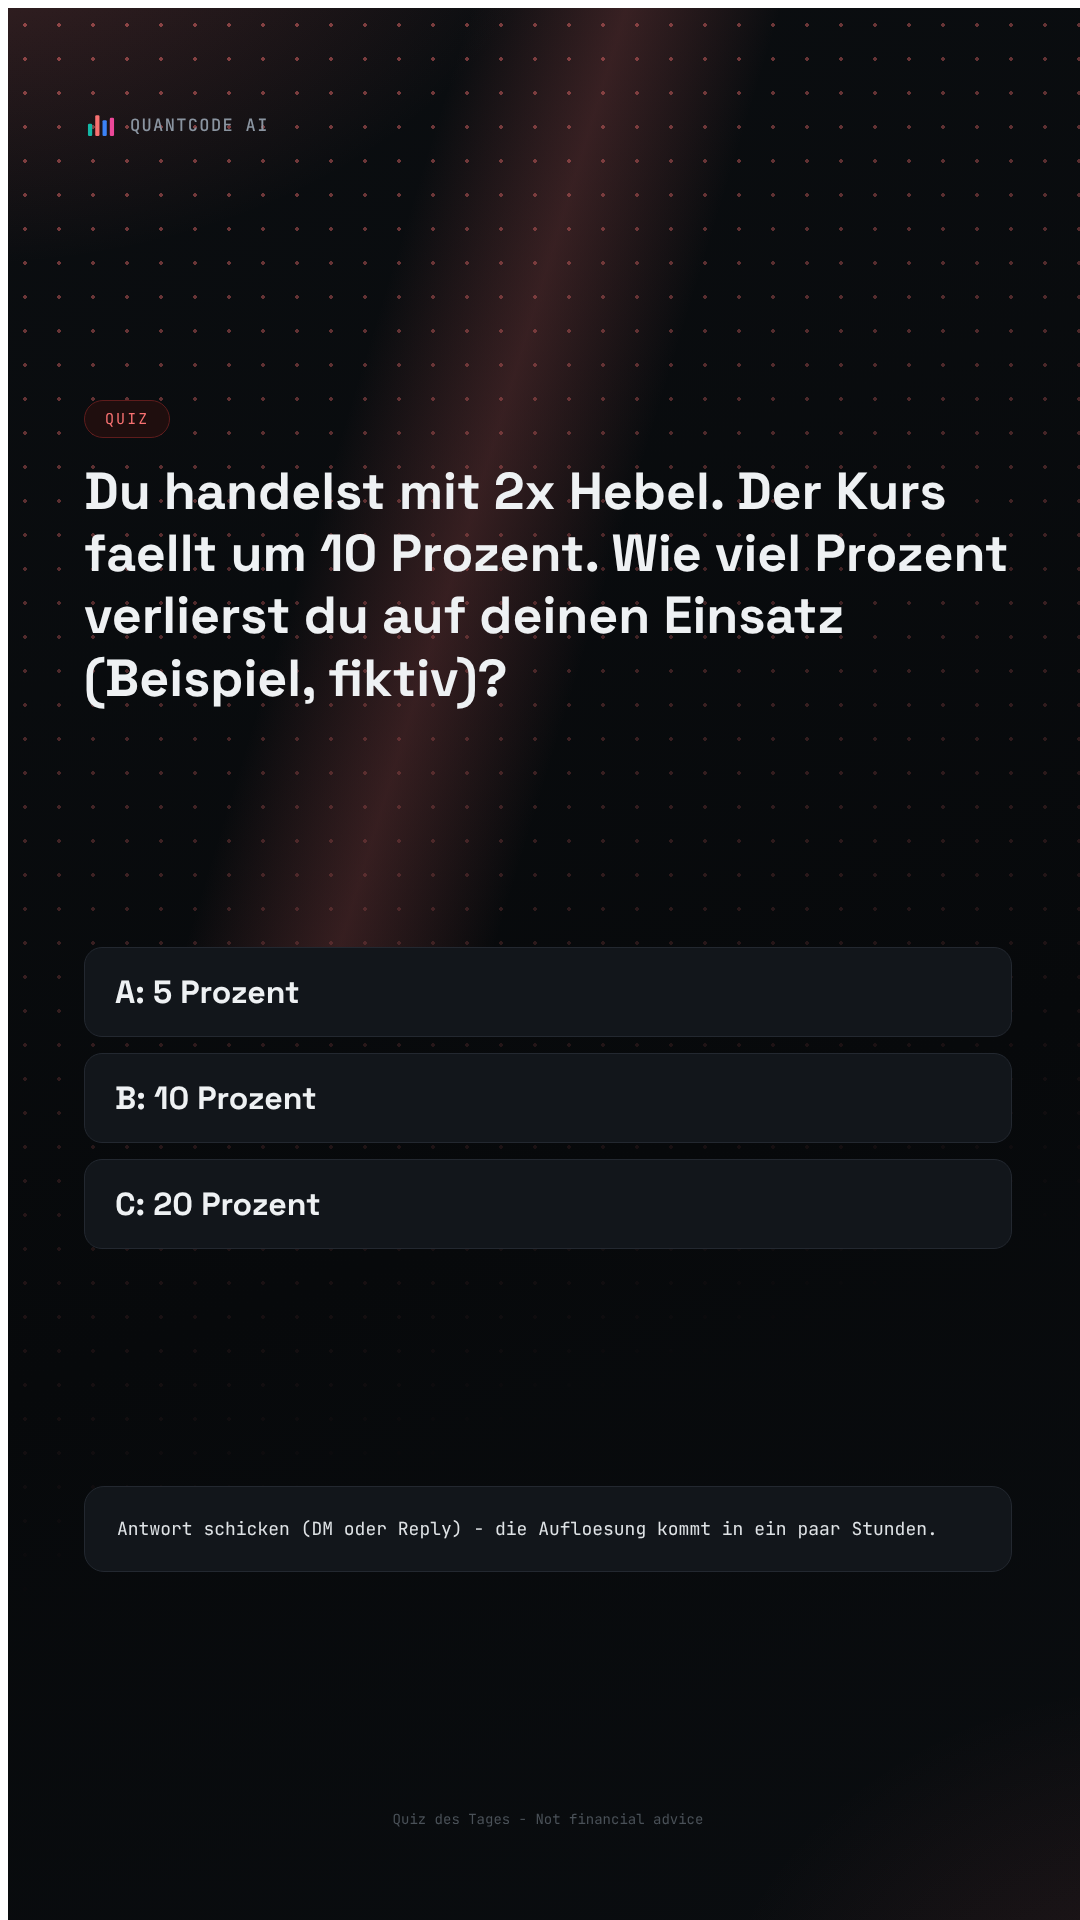 QUANTCODE AI
QUIZ
Du handelst mit 2x Hebel. Der Kurs
faellt um 10 Prozent. Wie viel Prozent
verlierst du auf deinen Einsatz
(Beispiel, fiktiv)?
A: 5 Prozent
B: 10 Prozent
C: 20 Prozent
Antwort schicken (DM oder Reply) - die Aufloesung kommt in ein paar Stunden.
Quiz des Tages - Not financial advice